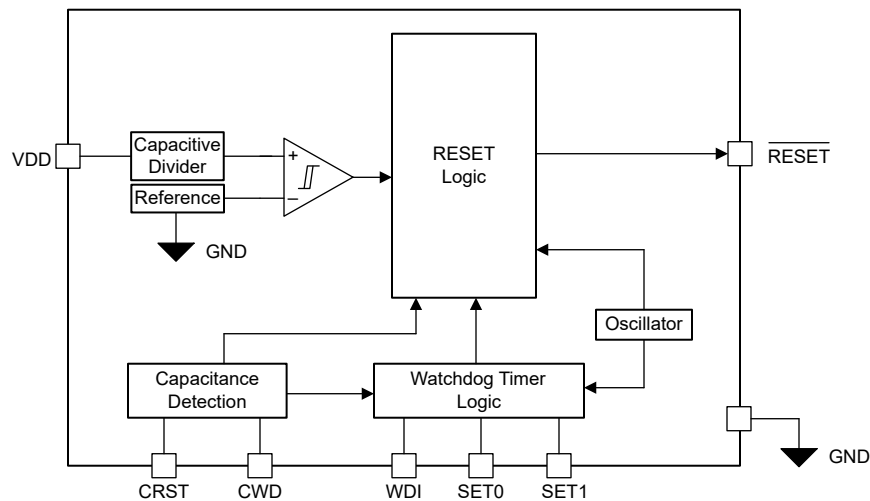 Capacitive
Divider
VDD
Reference
GND
+
−
RESET
Logic
RESET
Oscillator
Capacitance
Detection
Watchdog Timer
Logic
GND
CRST
CWD
WDI
SET0
SET1